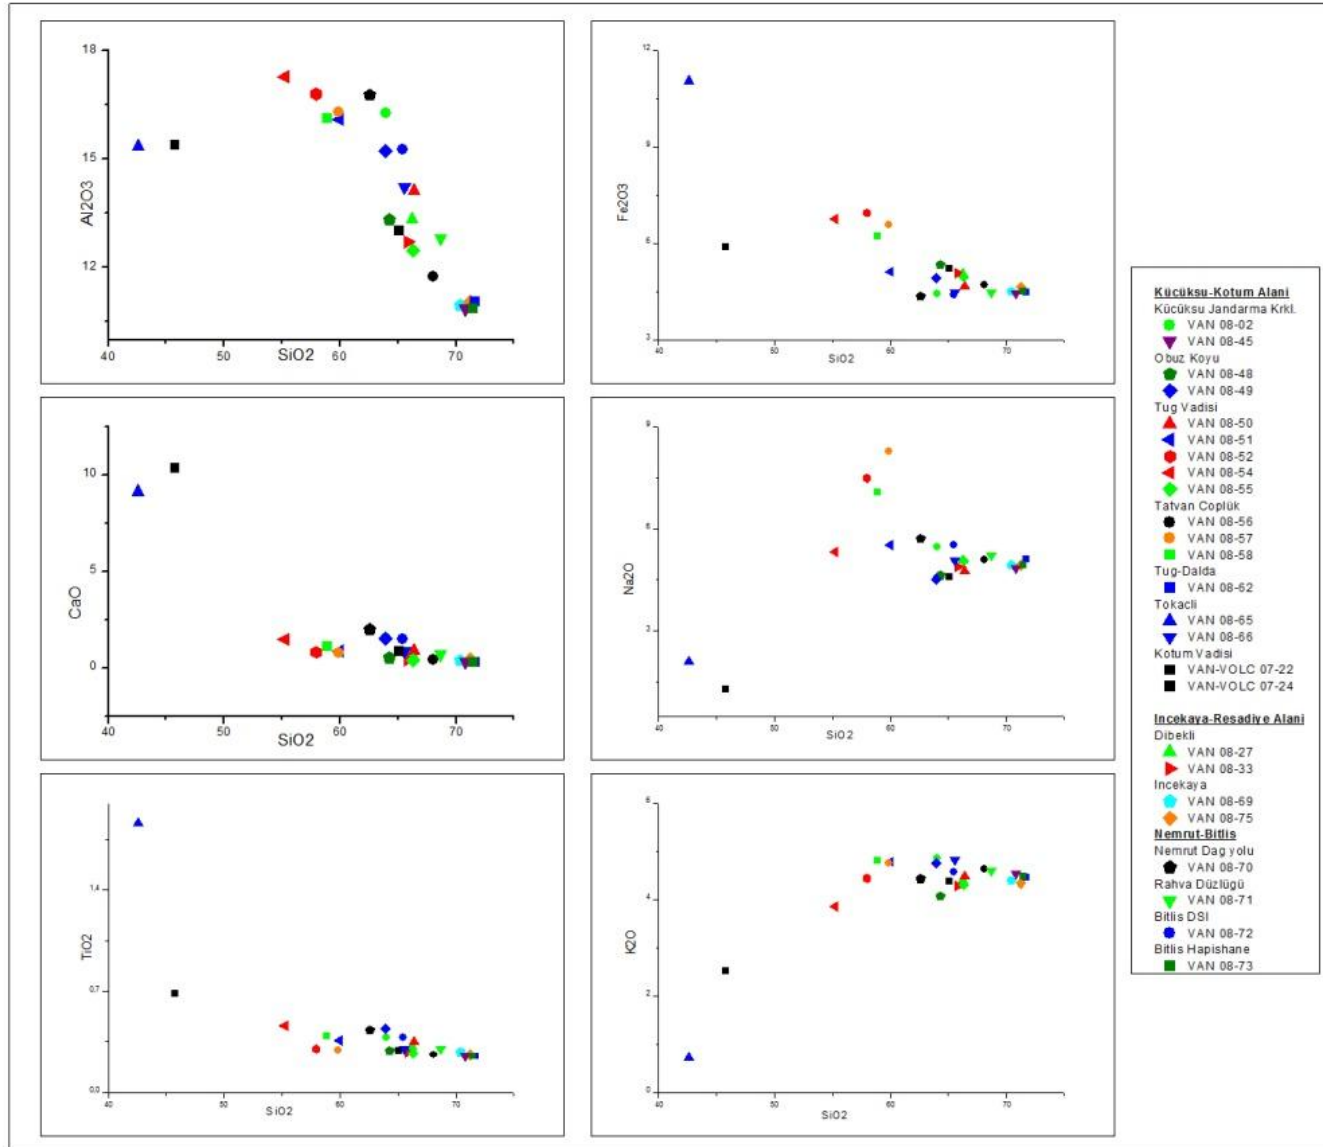 18
15
12
Al2O3
40
50
60
70
SiO2
12
9
6
3
Fe2O3
40
50
60
70
SiO2
10
5
0
CaO
40
50
60
70
SiO2
9
6
3
Na2O
40
50
60
70
SiO2
1,4
0,7
0,0
TiO2
40
50
60
70
SiO2
6
4
2
0
K2O
40
50
60
70
SiO2
Kücüksu-Kotum Alani
Kücüksu Jandarma Krkl.
VAN 08-02
VAN 08-45
Obuz Koyu
VAN 08-48
VAN 08-49
Tug Vadisi
VAN 08-50
VAN 08-51
VAN 08-52
VAN 08-54
VAN 08-55
Tatvan Coplük
VAN 08-56
VAN 08-57
VAN 08-58
Tug-Dalda
VAN 08-62
Tokacli
VAN 08-65
VAN 08-66
Kotum Vadisi
VAN-VOLC 07-22
VAN-VOLC 07-24
Incekaya-Resadiye Alani
Dibekli
VAN 08-27
VAN 08-33
Incekaya
VAN 08-69
VAN 08-75
Nemrut-Bitlis
Nemrut Dag yolu
VAN 08-70
Rahva Düzlügü
VAN 08-71
Bitlis DSI
VAN 08-72
Bitlis Hapishane
VAN 08-73